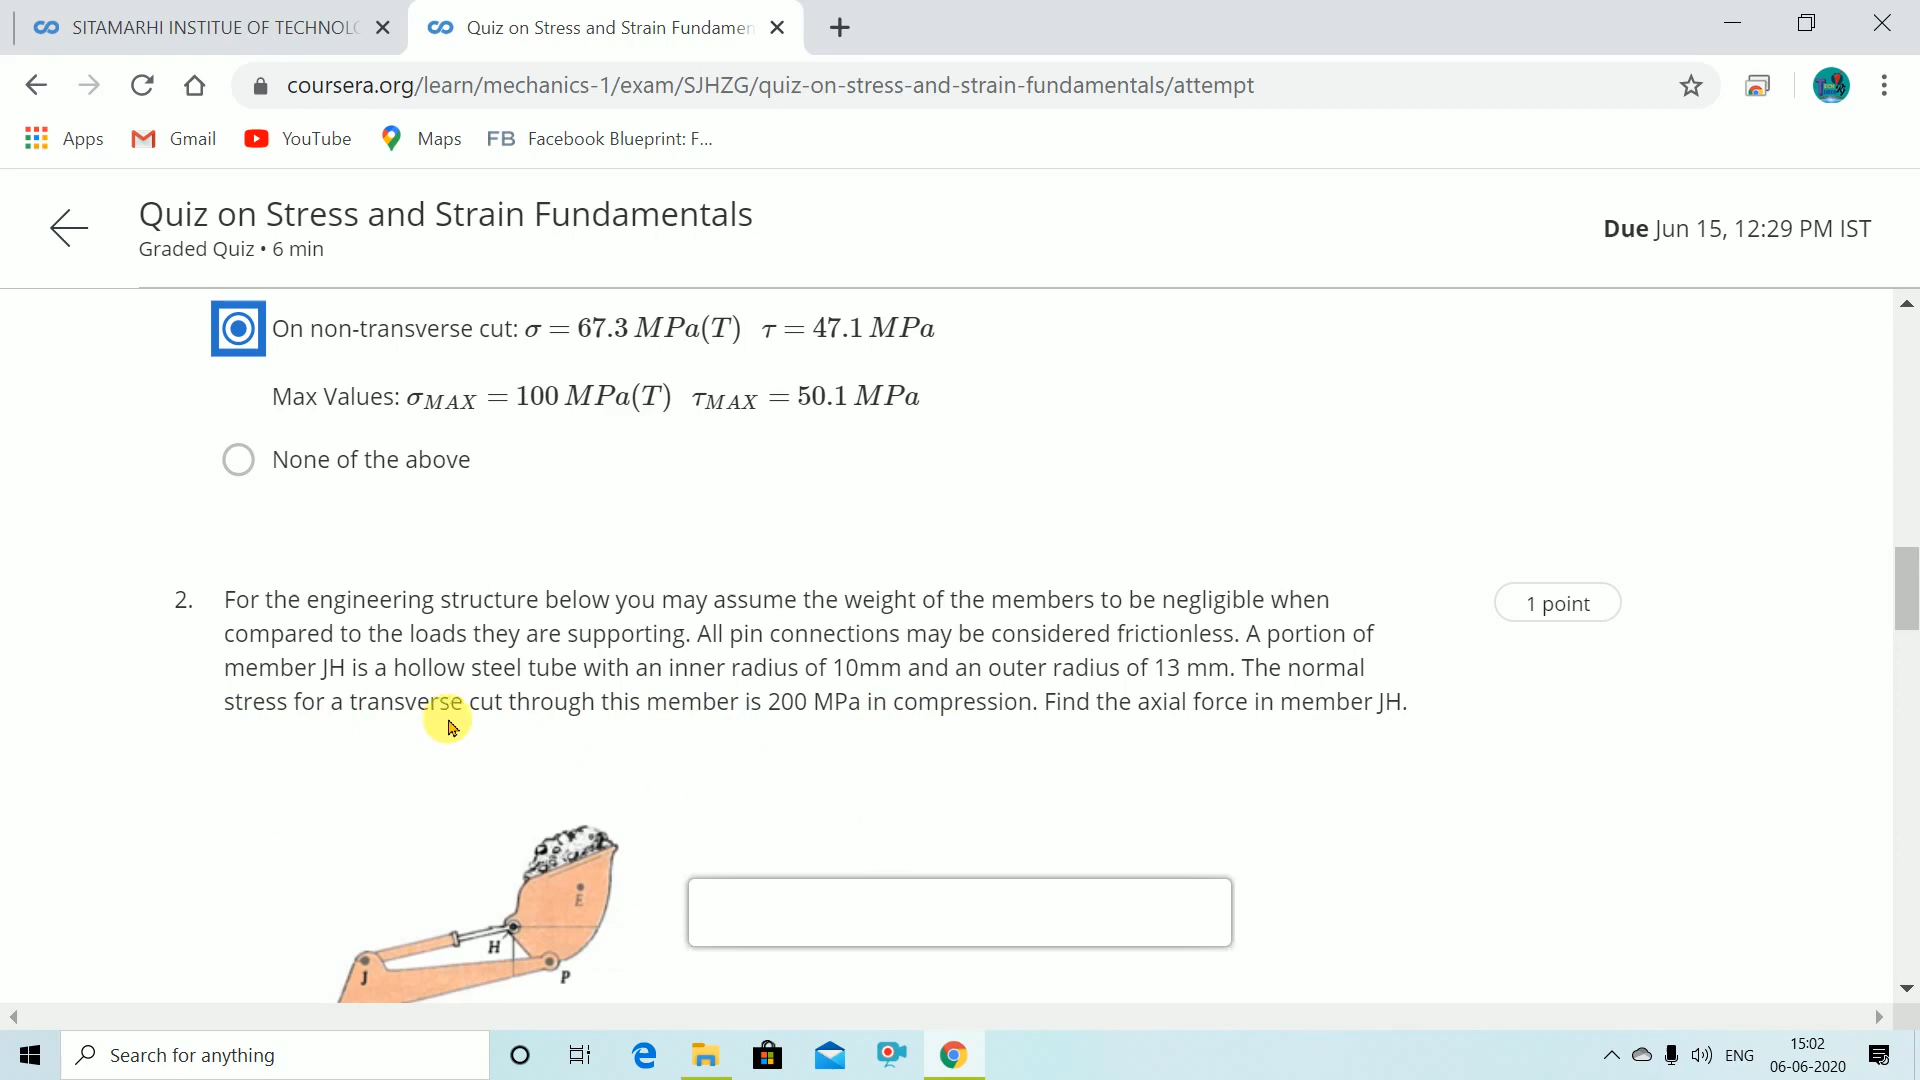 SITAMARHI INSTITUE OF TECHNOLO
Quiz on Stress and Strain Fundamen
coursera.org/learn/mechanics-1/exam/SJHZG/quiz-on-stress-and-strain-fundamentals/attempt
Apps
Gmail
YouTube
Maps
FB Facebook Blueprint: F...
Quiz on Stress and Strain Fundamentals
Graded Quiz • 6 min
Due Jun 15, 12:29 PM IST
On non-transverse cut: σ = 67.3 MPa(T) τ = 47.1 MPa
Max Values: σMAX = 100 MPa(T) τMAX = 50.1 MPa
None of the above
2. For the engineering structure below you may assume the weight of the members to be negligible when
compared to the loads they are supporting. All pin connections may be considered frictionless. A portion of
member JH is a hollow steel tube with an inner radius of 10mm and an outer radius of 13 mm. The normal
stress for a transverse cut through this member is 200 MPa in compression. Find the axial force in member JH.
1 point
E
H
J
P
Search for anything
ENG
15:02
06-06-2020